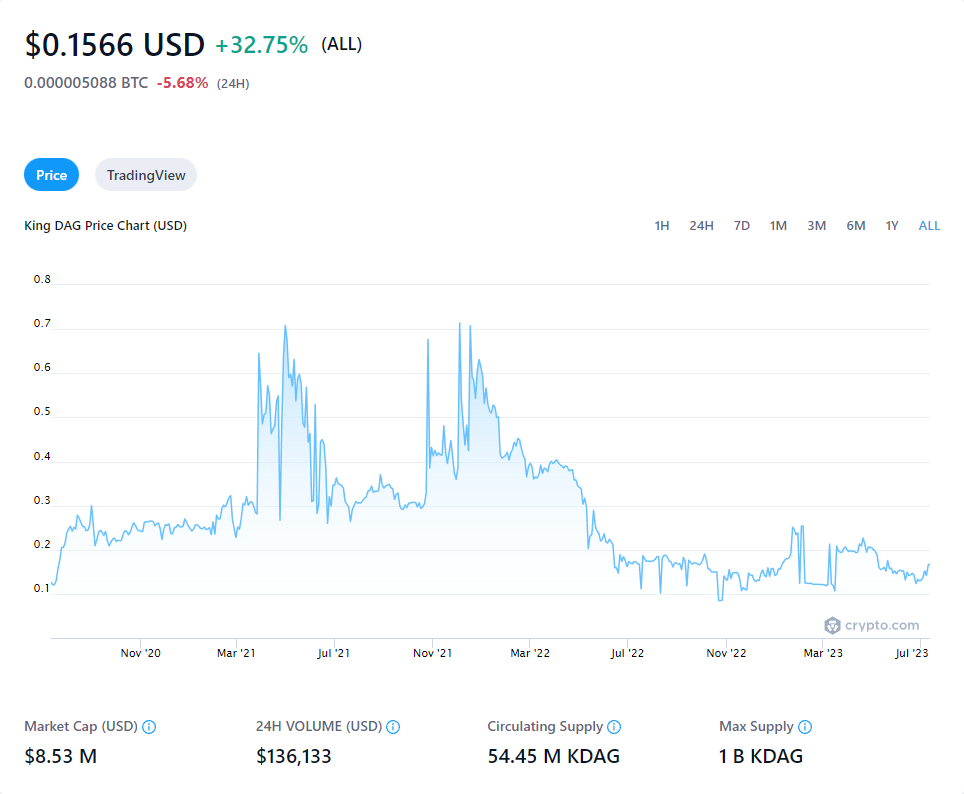 $0.1566 USD +32.75% (ALL)
0.000005088 BTC -5.68% (24H)
Price TradingView
King DAG Price Chart (USD) 1H 24H 7D 1M 3M 6M 1Y ALL
0.8
0.7
0.6
0.5
0.4
0.3
0.2
0.1
crypto.com
Nov '20 Mar '21 Jul '21 Nov '21 Mar '22 Jul '22 Nov '22 Mar '23 Jul '23
Market Cap (USD) 24H VOLUME (USD) Circulating Supply Max Supply
$8.53 M $136,133 54.45 M KDAG 1 B KDAG